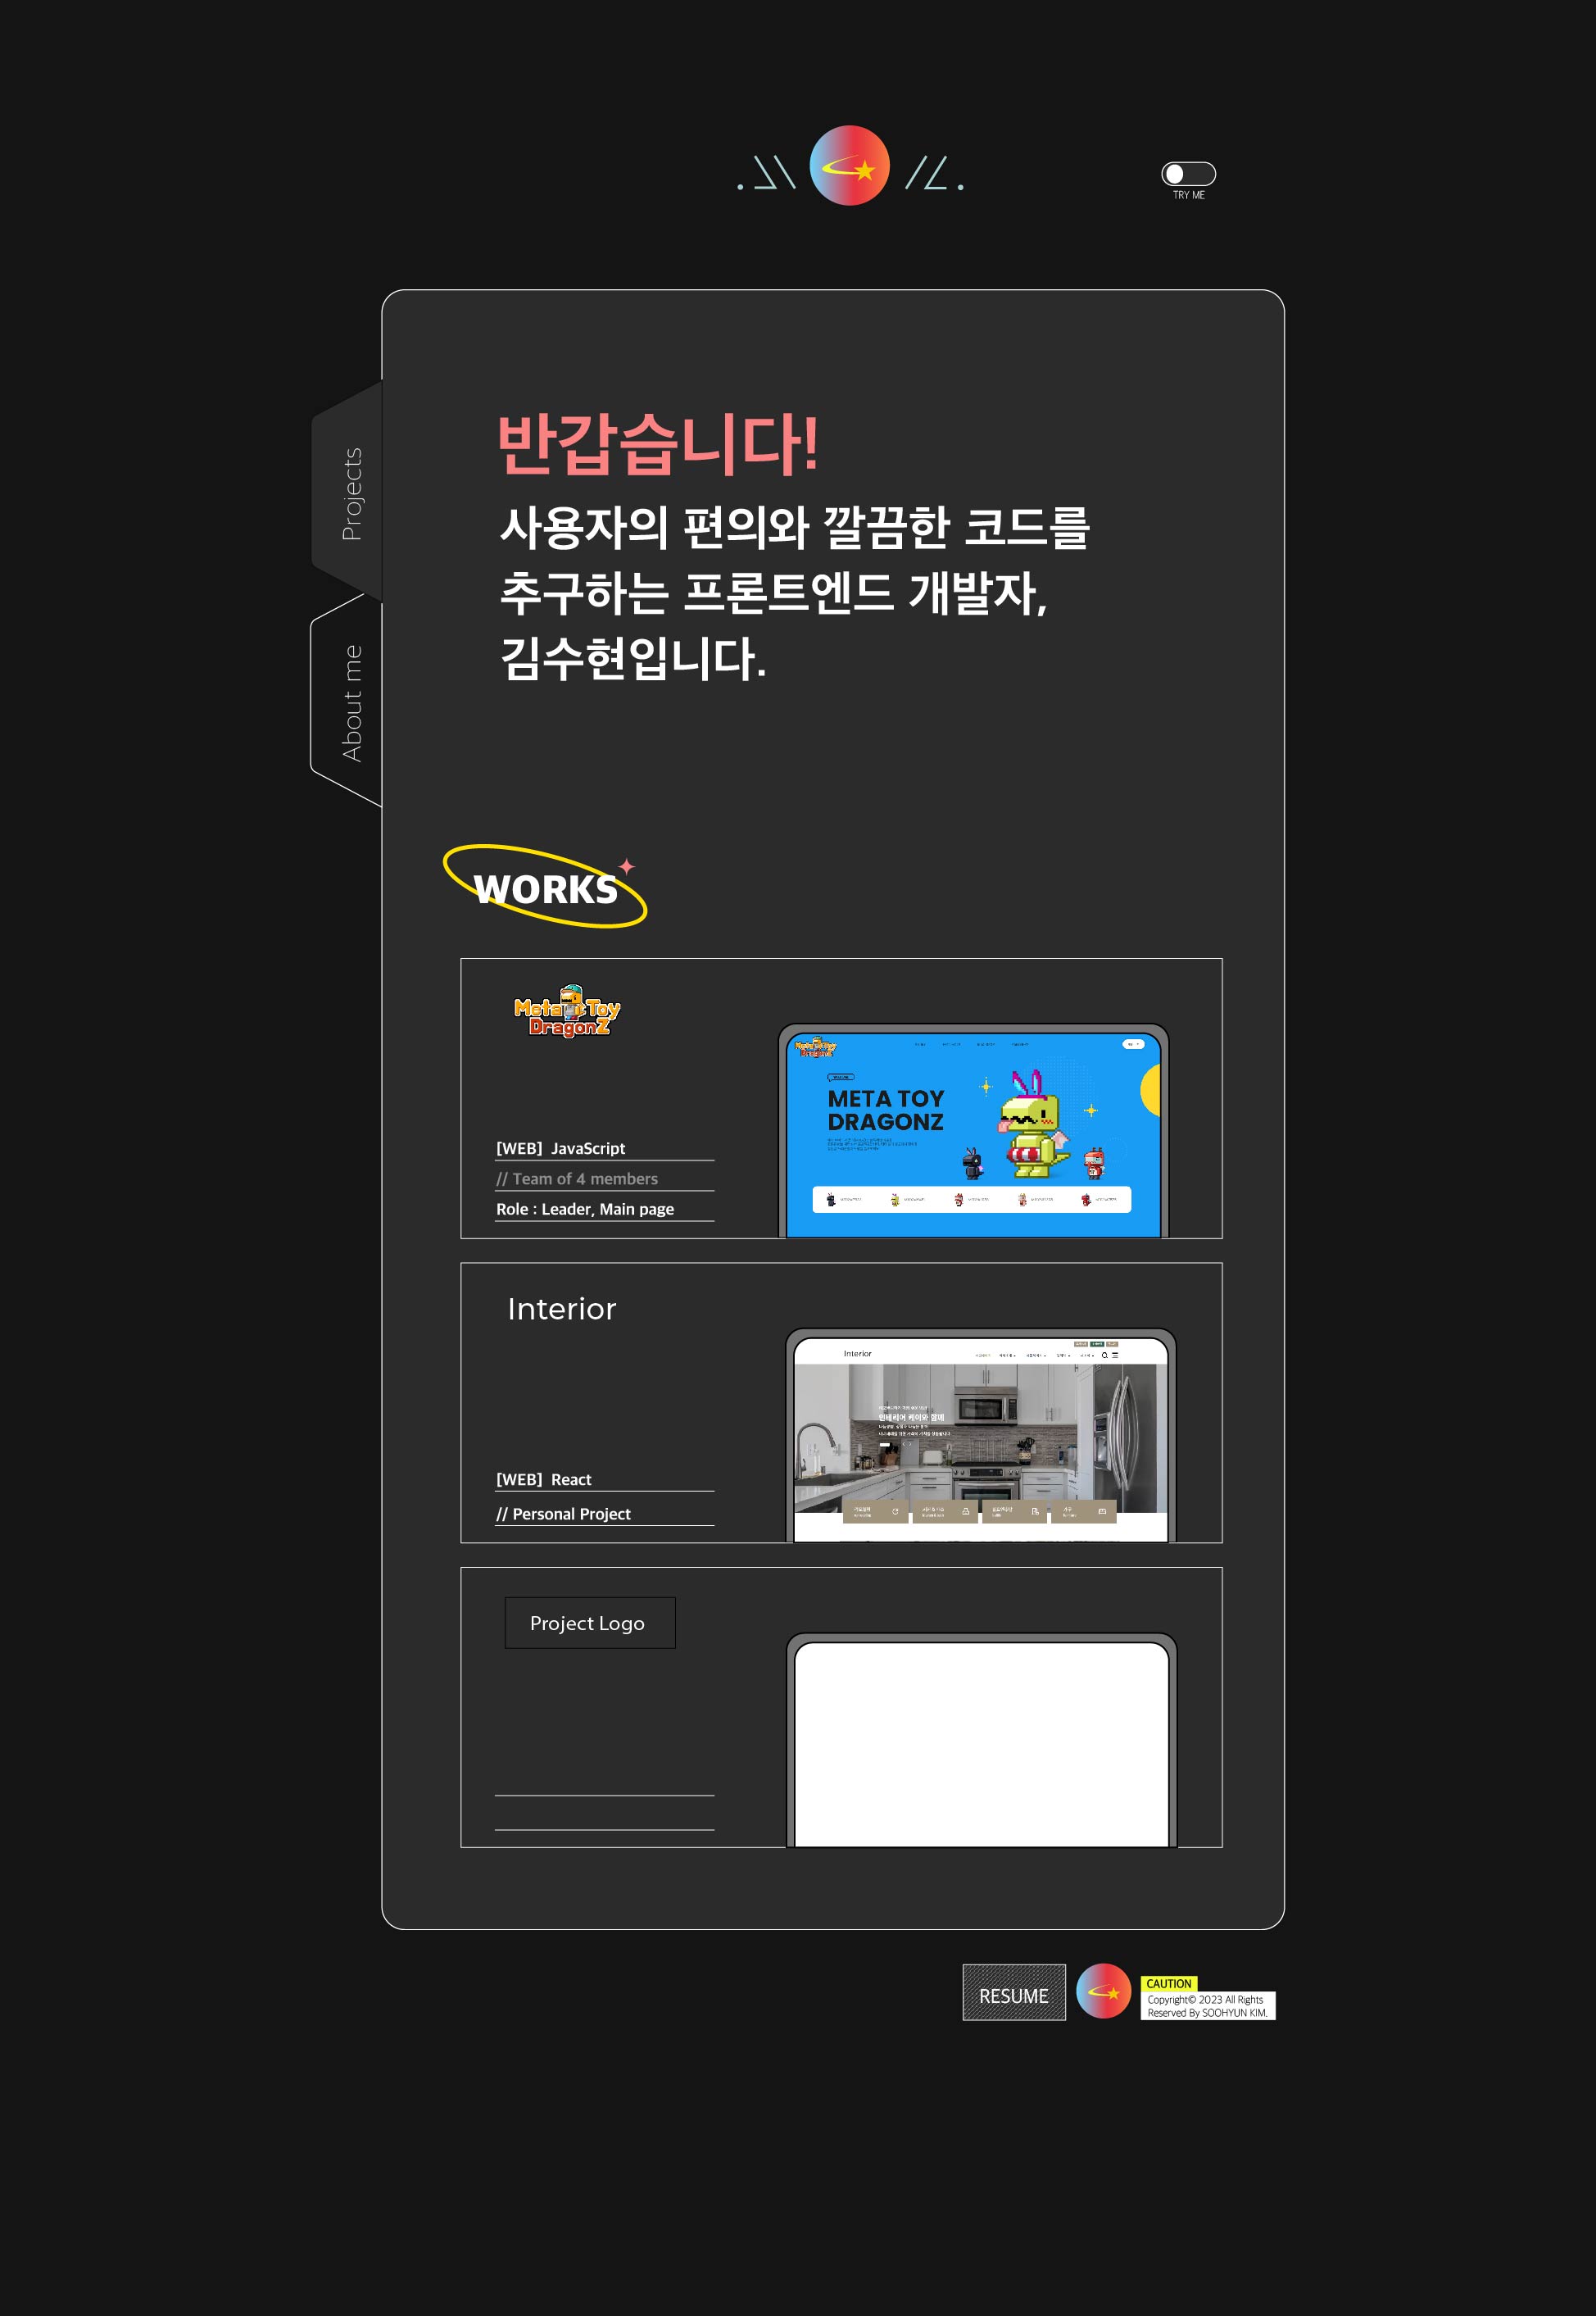 TRY ME
Projects
About me
반갑습니다!
사용자의 편의와 깔끔한 코드를
추구하는 프론트엔드 개발자,
김수현입니다.
WORKS
Meta Toy
DragonZ
[WEB] JavaScript
// Team of 4 members
Role : Leader, Main page
META TOY
DRAGONZ
Interior
[WEB] React
// Personal Project
Interior
인테리어 케이와 함께
Project Logo
RESUME
CAUTION
Copyright© 2023 All Rights
Reserved By SOOHYUN KIM.